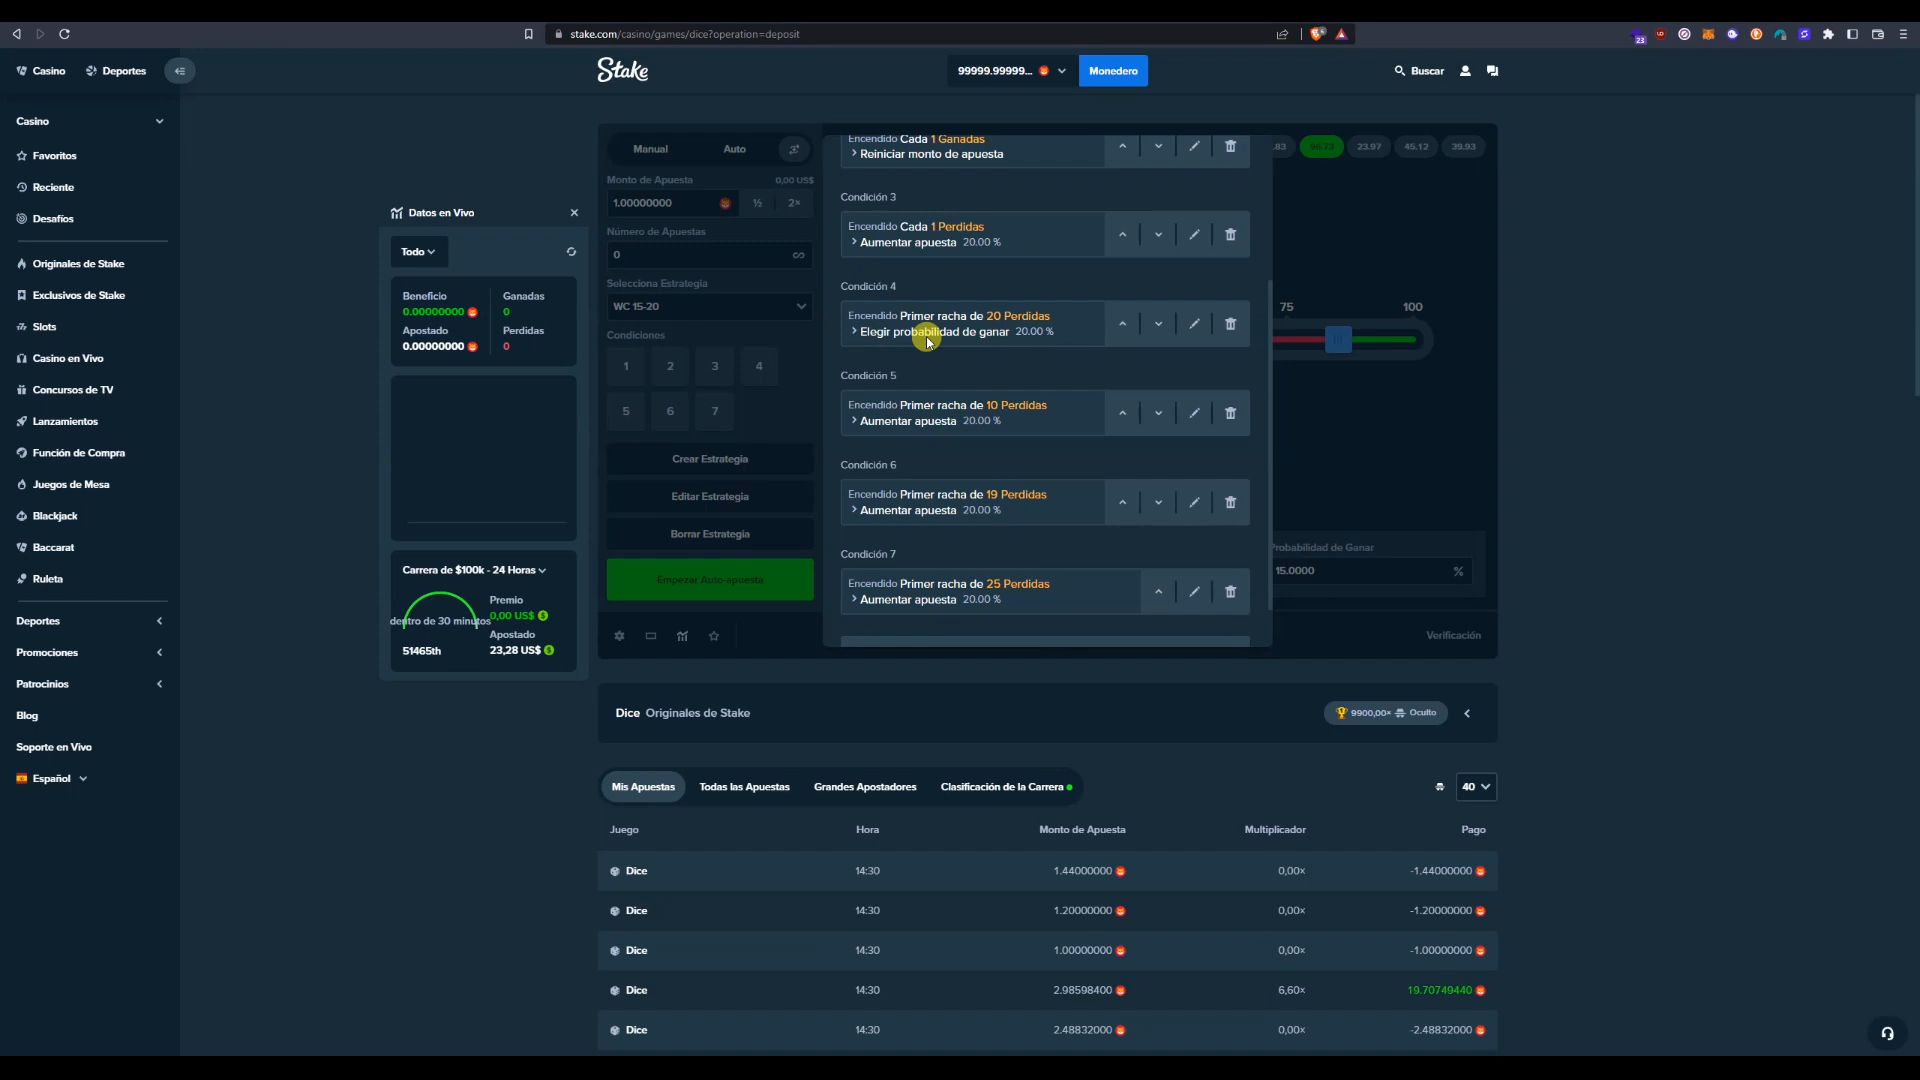 stake.com/casino/games/dice?operation=deposit
23
Casino
Deportes
Stake
99999.99999...
Monedero
Buscar
Casino
Favoritos
Reciente
Desafíos
Originales de Stake
Exclusivos de Stake
Slots
Casino en Vivo
Concursos de TV
Lanzamientos
Función de Compra
Juegos de Mesa
Blackjack
Baccarat
Ruleta
Deportes
Promociones
Patrocinios
Blog
Soporte en Vivo
Español
Datos en Vivo
Todo
Beneficio
0.00000000
Apostado
0.00000000
Ganadas
0
Perdidas
0
Carrera de $100k - 24 Horas
dentro de 30 minutos
51465th
Premio
0,00 US$
Apostado
23,28 US$
Manual
Auto
Monto de Apuesta
0,00 US$
1.00000000
½
2×
Número de Apuestas
0
Selecciona Estrategia
WC 15-20
Condiciones
1
2
3
4
5
6
7
Crear Estrategia
Editar Estrategia
Borrar Estrategia
Empezar Auto-apuesta
Encendido Cada 1 Ganadas
Reiniciar monto de apuesta
Condición 3
Encendido Cada 1 Perdidas
Aumentar apuesta 20.00 %
Condición 4
Encendido Primer racha de 20 Perdidas
Elegir probabilidad de ganar 20.00 %
Condición 5
Encendido Primer racha de 10 Perdidas
Aumentar apuesta 20.00 %
Condición 6
Encendido Primer racha de 19 Perdidas
Aumentar apuesta 20.00 %
Condición 7
Encendido Primer racha de 25 Perdidas
Aumentar apuesta 20.00 %
.83
96.73
23.97
45.12
39.93
75
100
Probabilidad de Ganar
15.0000
%
Verificación
Dice Originales de Stake
9900,00× Oculto
Mis Apuestas
Todas las Apuestas
Grandes Apostadores
Clasificación de la Carrera
40
Juego Hora Monto de Apuesta Multiplicador Pago
Dice 14:30 1.44000000 0,00× -1.44000000
Dice 14:30 1.20000000 0,00× -1.20000000
Dice 14:30 1.00000000 0,00× -1.00000000
Dice 14:30 2.98598400 6,60× 19.70749440
Dice 14:30 2.48832000 0,00× -2.48832000